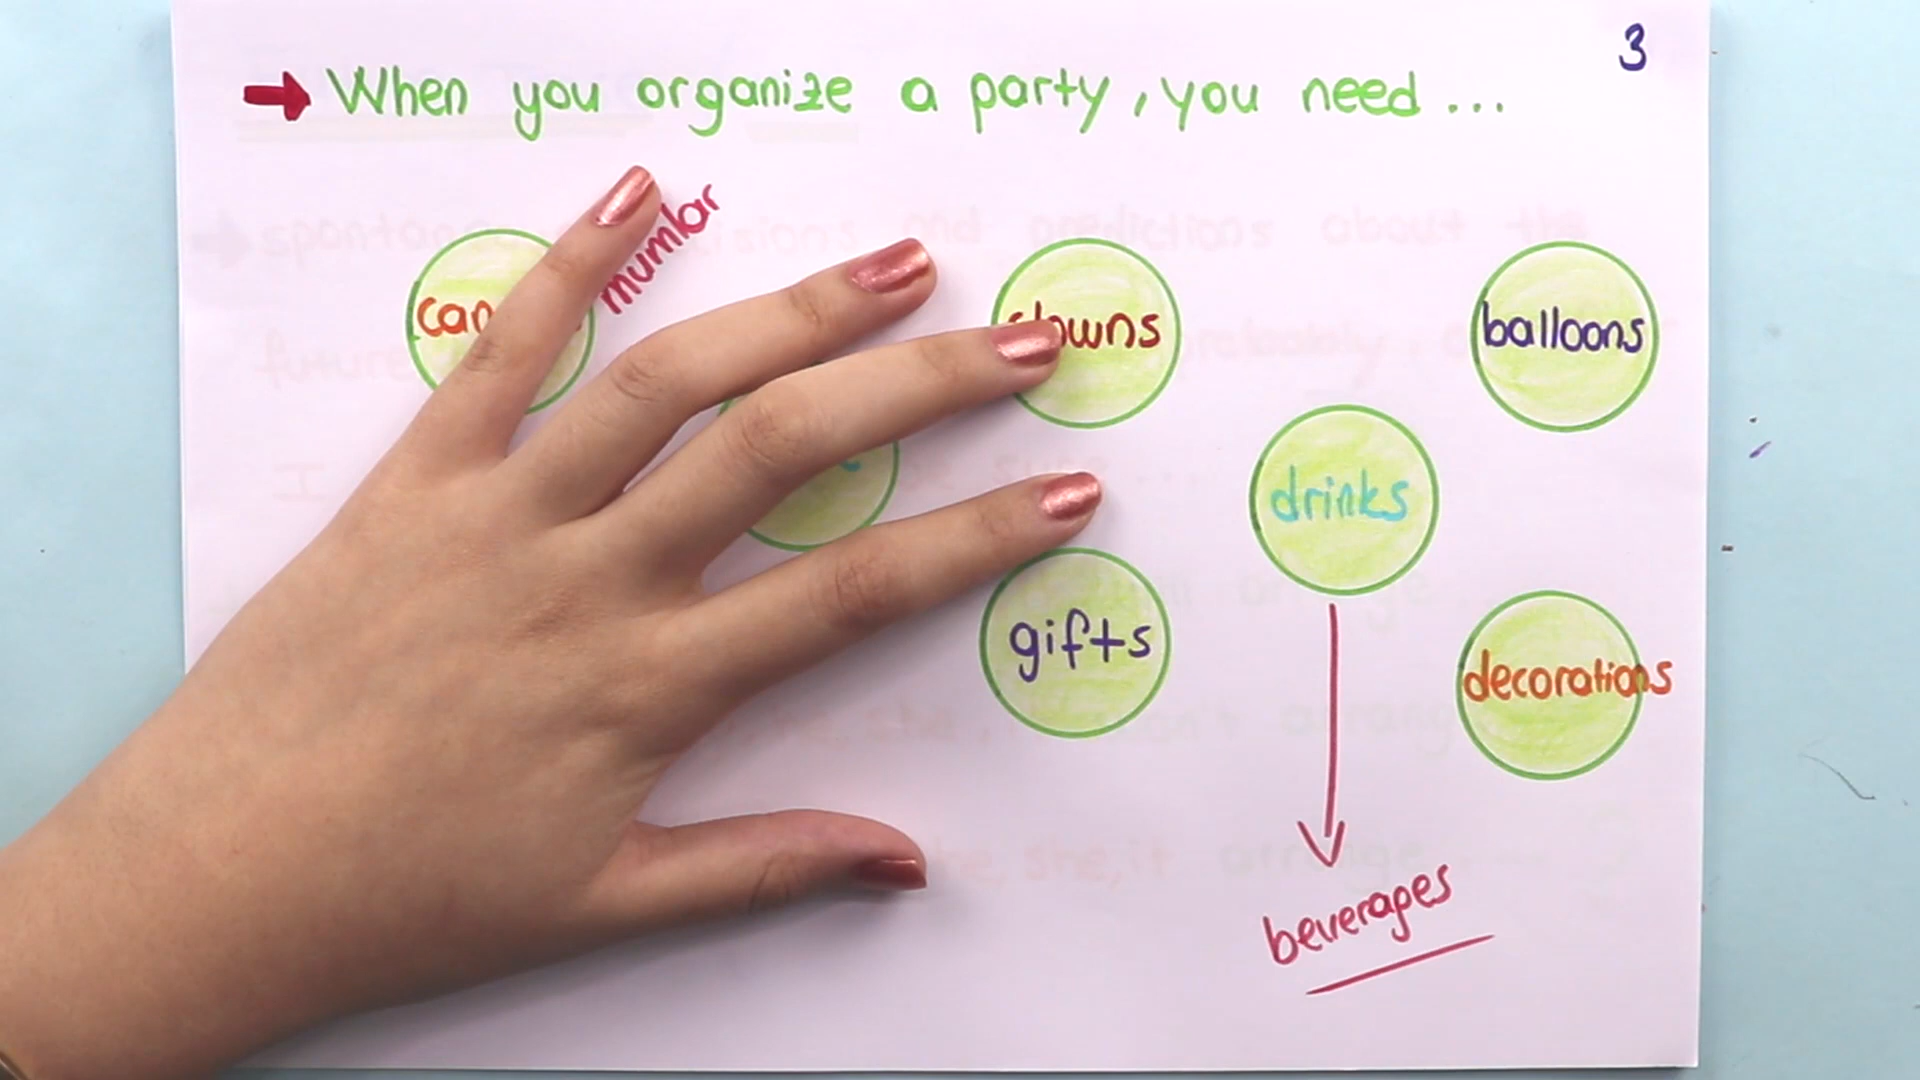 3
When you organize a party, you need ...
mumlar
clowns
balloons
drinks
gifts
decorations
beverages